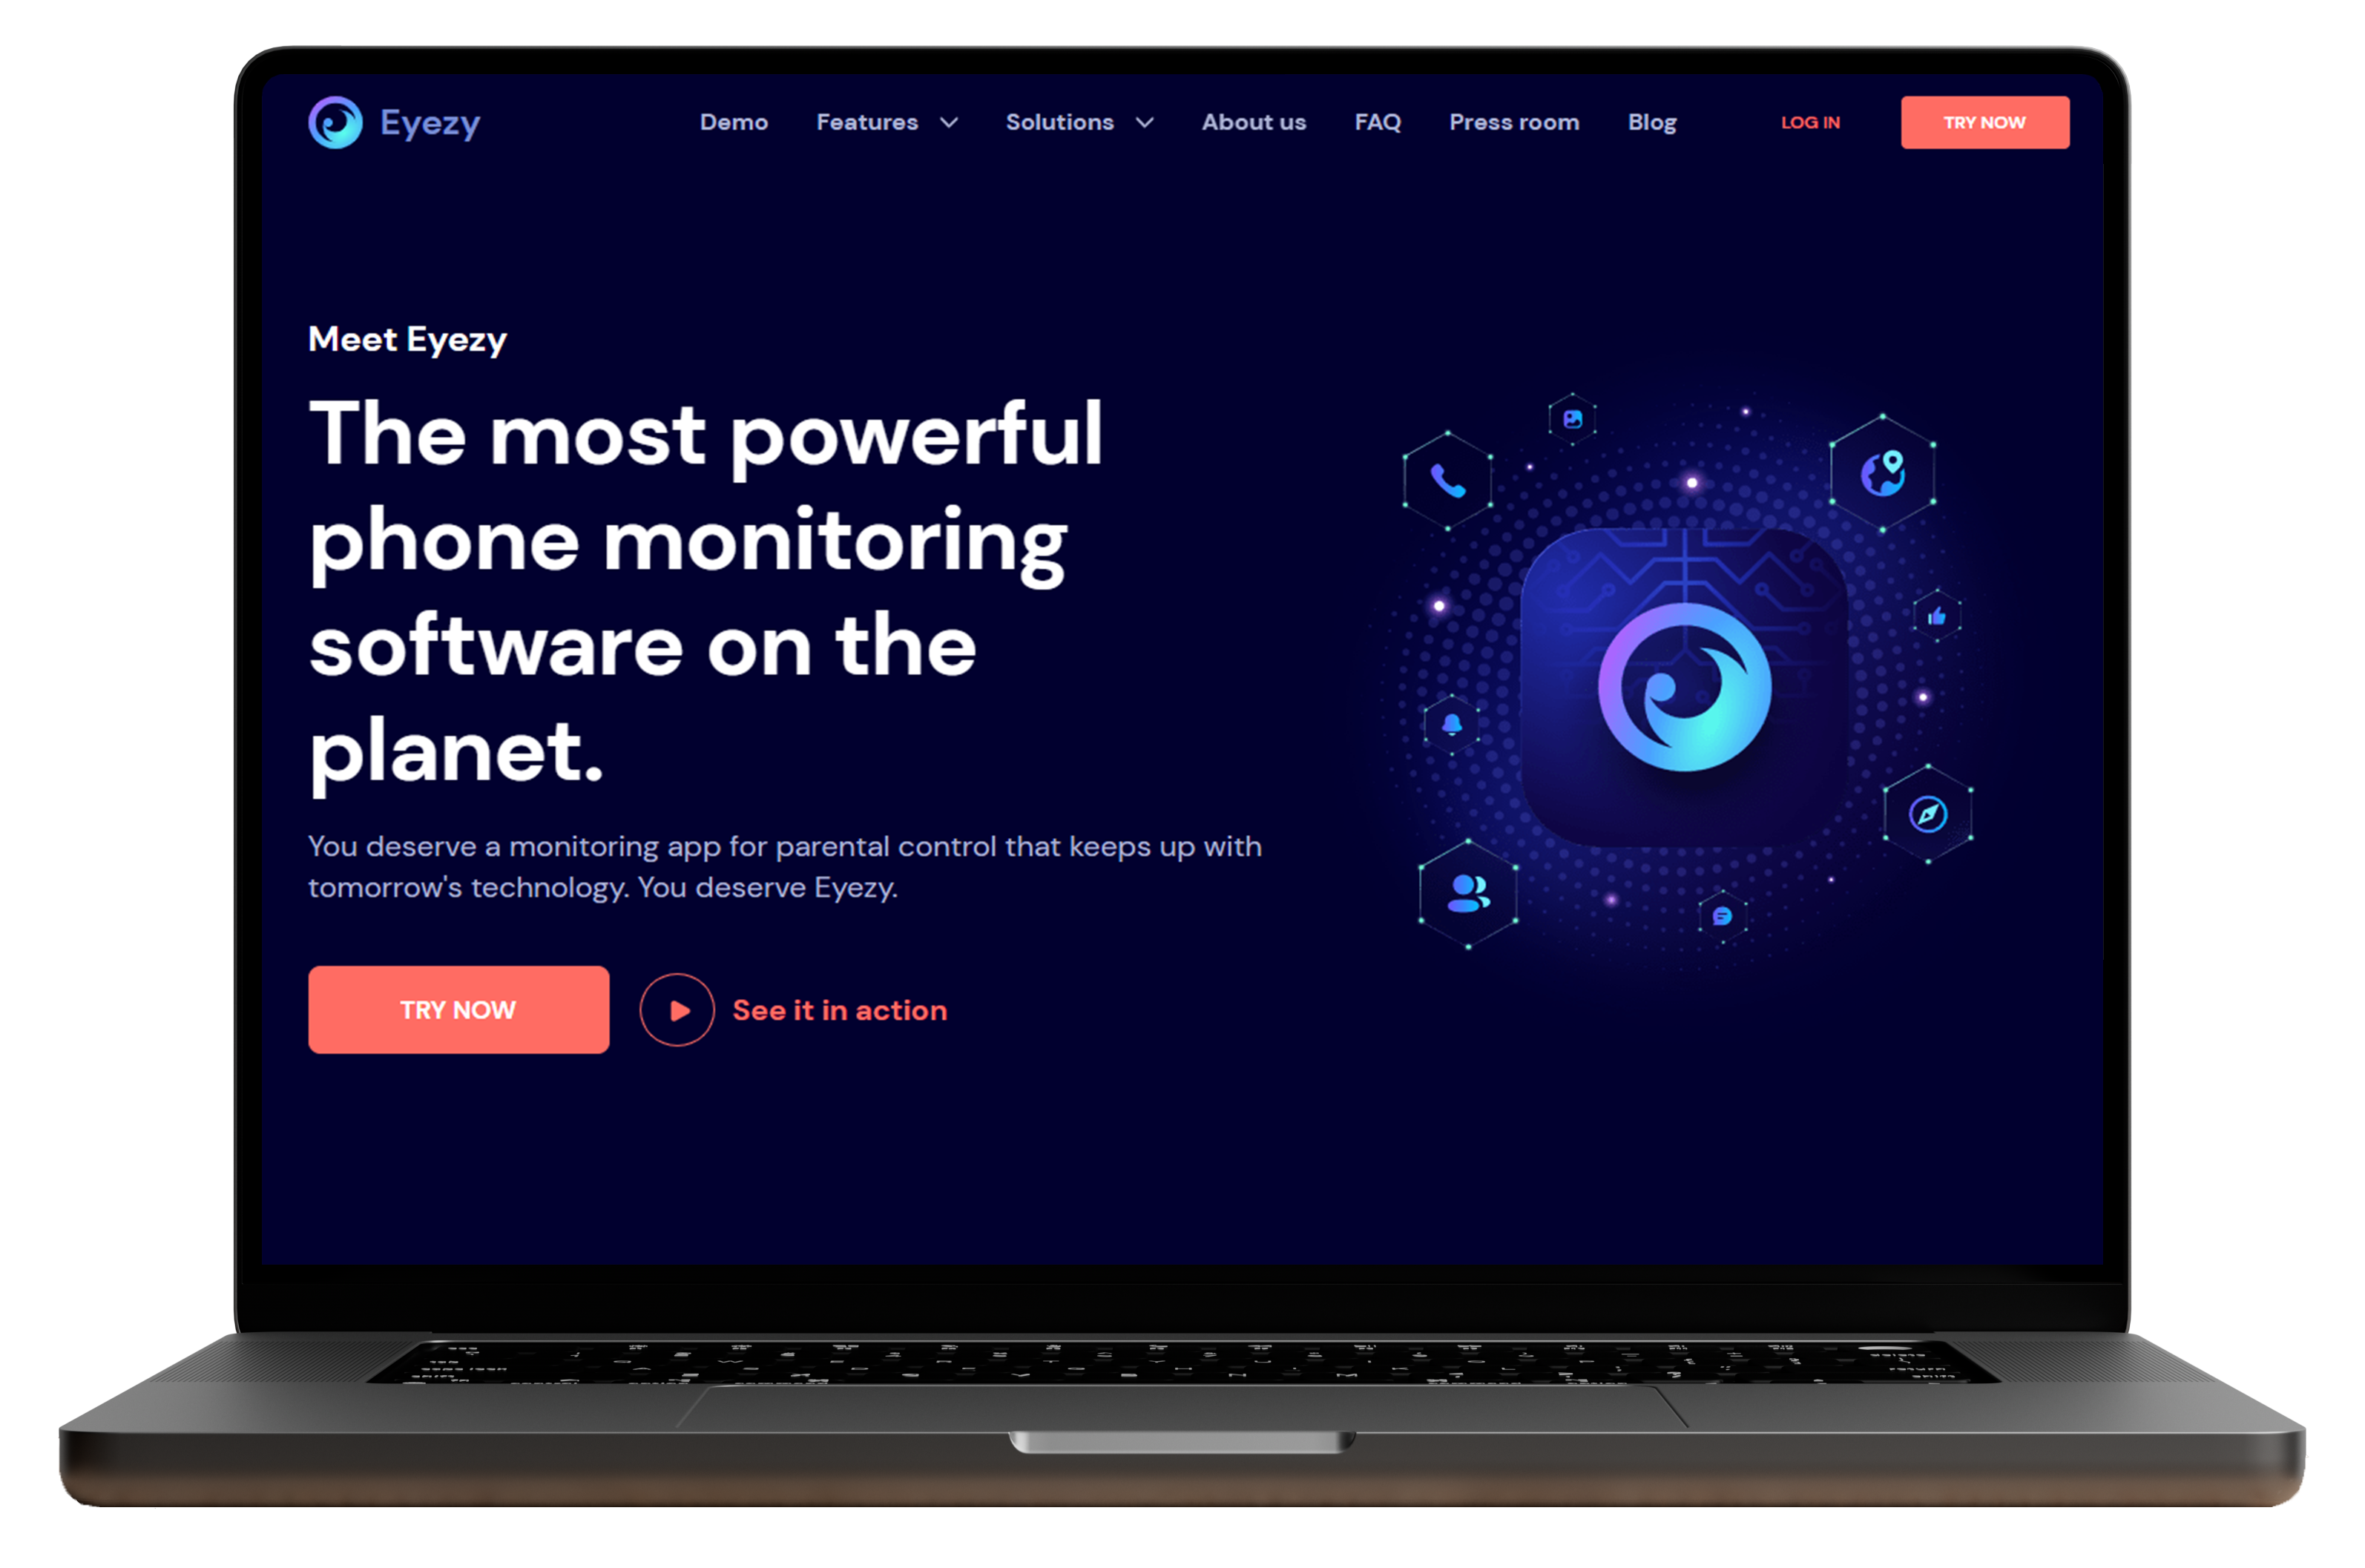 Eyezy
Demo Features Solutions About us FAQ Press room Blog LOG IN TRY NOW
Meet Eyezy
The most powerful
phone monitoring
software on the
planet.
You deserve a monitoring app for parental control that keeps up with
tomorrow's technology. You deserve Eyezy.
TRY NOW See it in action